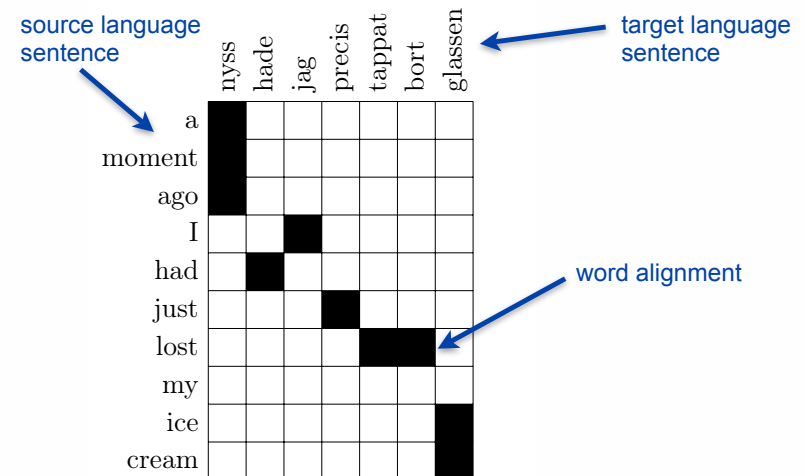 source language
sentence
nyss
hade
jag
precis
tappat
bort
glassen
target language
sentence
a
moment
ago
I
had
just
lost
my
ice
cream
word alignment